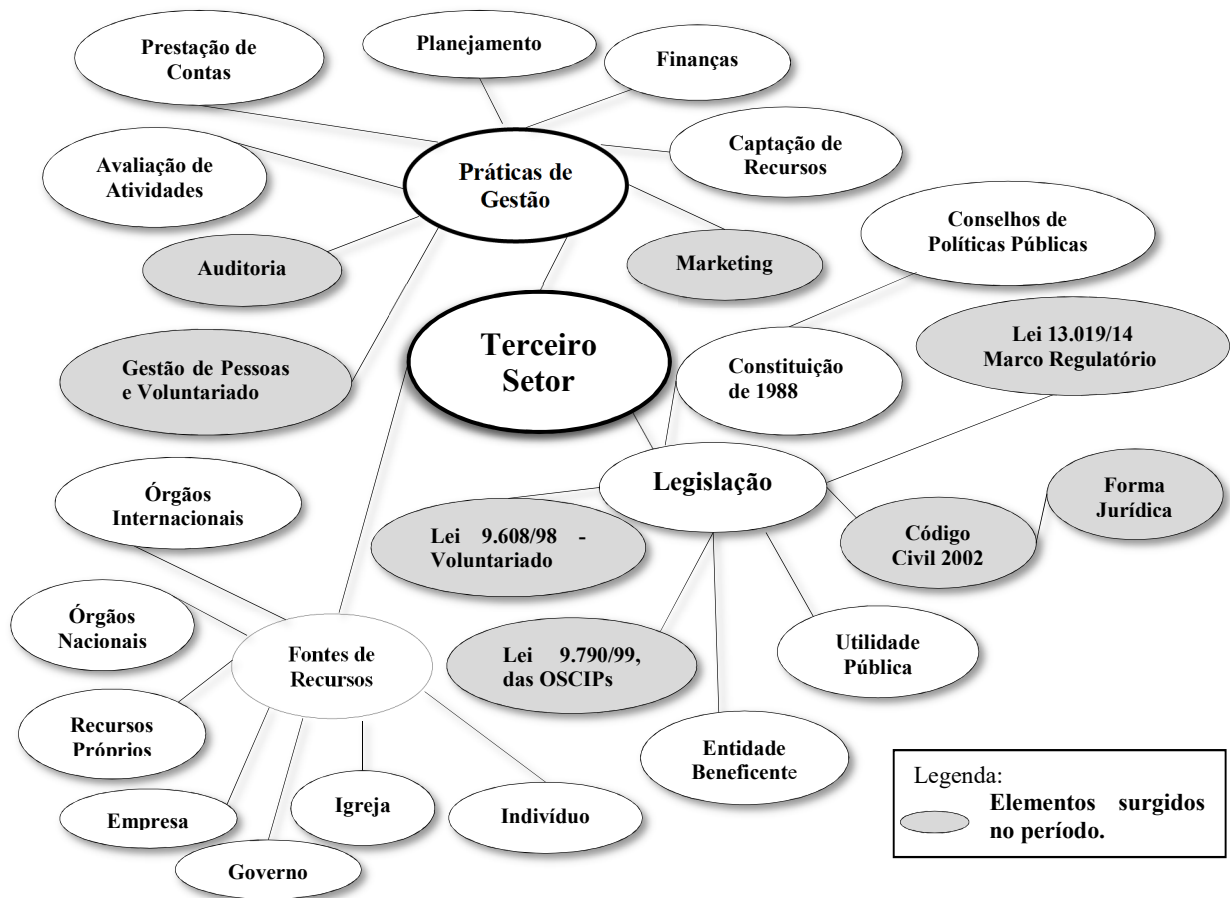 Prestação de
Contas
Planejamento
Finanças
Avaliação de
Atividades
Práticas de
Gestão
Captação de
Recursos
Auditoria
Marketing
Conselhos de
Políticas Públicas
Gestão de Pessoas
e Voluntariado
Terceiro
Setor
Constituição
de 1988
Lei 13.019/14
Marco Regulatório
Órgãos
Internacionais
Legislação
Forma
Jurídica
Lei 9.608/98 -
Voluntariado
Código
Civil 2002
Órgãos
Nacionais
Fontes de
Recursos
Lei 9.790/99,
das OSCIPs
Utilidade
Pública
Recursos
Próprios
Entidade
Beneficente
Empresa
Igreja
Indivíduo
Governo
Legenda:
Elementos surgidos
no período.